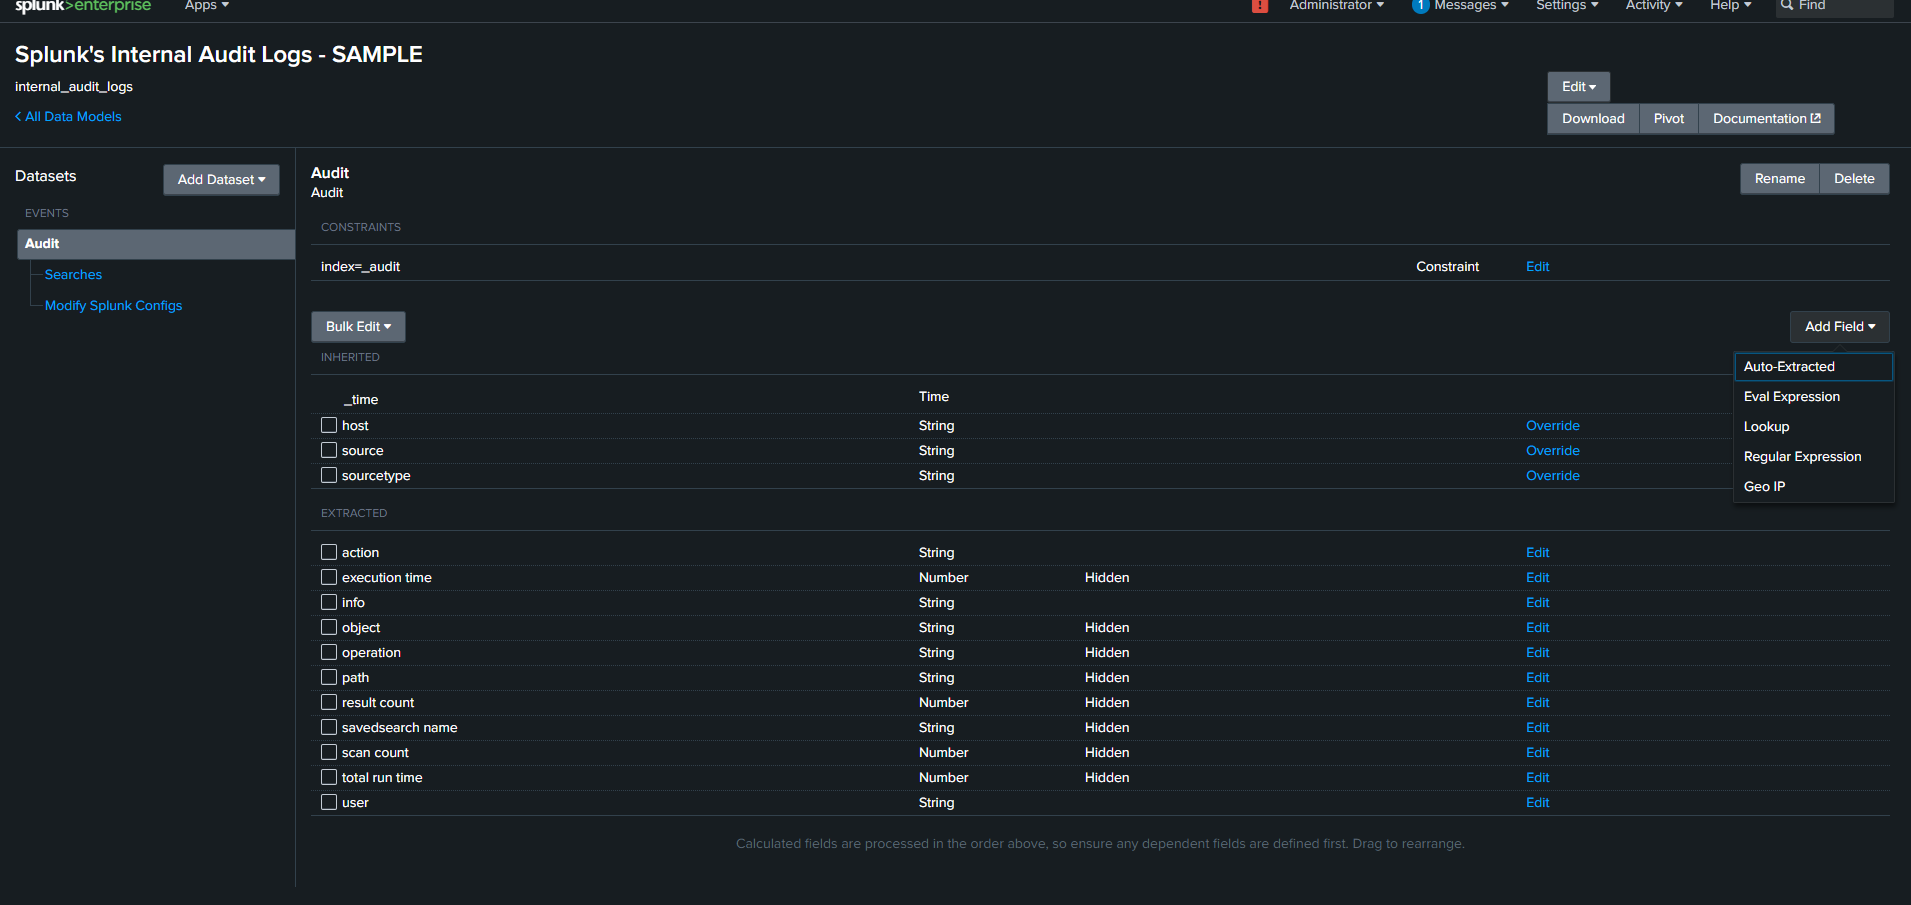 splunk>enterprise Apps Administrator 1 Messages Settings Activity Help Find
Splunk's Internal Audit Logs - SAMPLE
internal_audit_logs
Edit
< All Data Models
Download Pivot Documentation
Datasets
Add Dataset
Audit
Audit
Rename Delete
EVENTS
Audit
Searches
Modify Splunk Configs
CONSTRAINTS
index=_audit Constraint Edit
Bulk Edit
Add Field
Auto-Extracted
Eval Expression
Lookup
Regular Expression
Geo IP
INHERITED
_time Time
host String Override
source String Override
sourcetype String Override
EXTRACTED
action String Edit
execution time Number Hidden Edit
info String Edit
object String Hidden Edit
operation String Hidden Edit
path String Hidden Edit
result count Number Hidden Edit
savedsearch name String Hidden Edit
scan count Number Hidden Edit
total run time Number Hidden Edit
user String Edit
Calculated fields are processed in the order above, so ensure any dependent fields are defined first. Drag to rearrange.